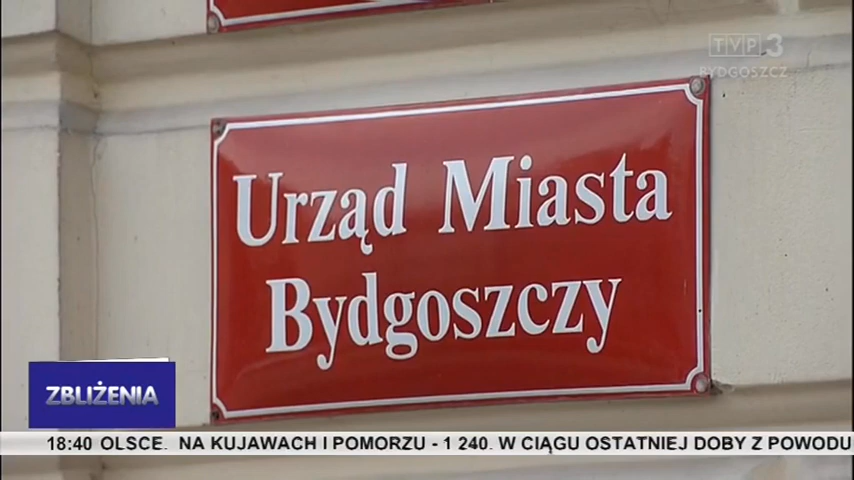 TVP3
BYDGOSZCZ
Urząd Miasta
Bydgoszczy
ZBLIŻENIA
18:40 OLSCE. NA KUJAWACH I POMORZU - 1 240. W CIĄGU OSTATNIEJ DOBY Z POWODU